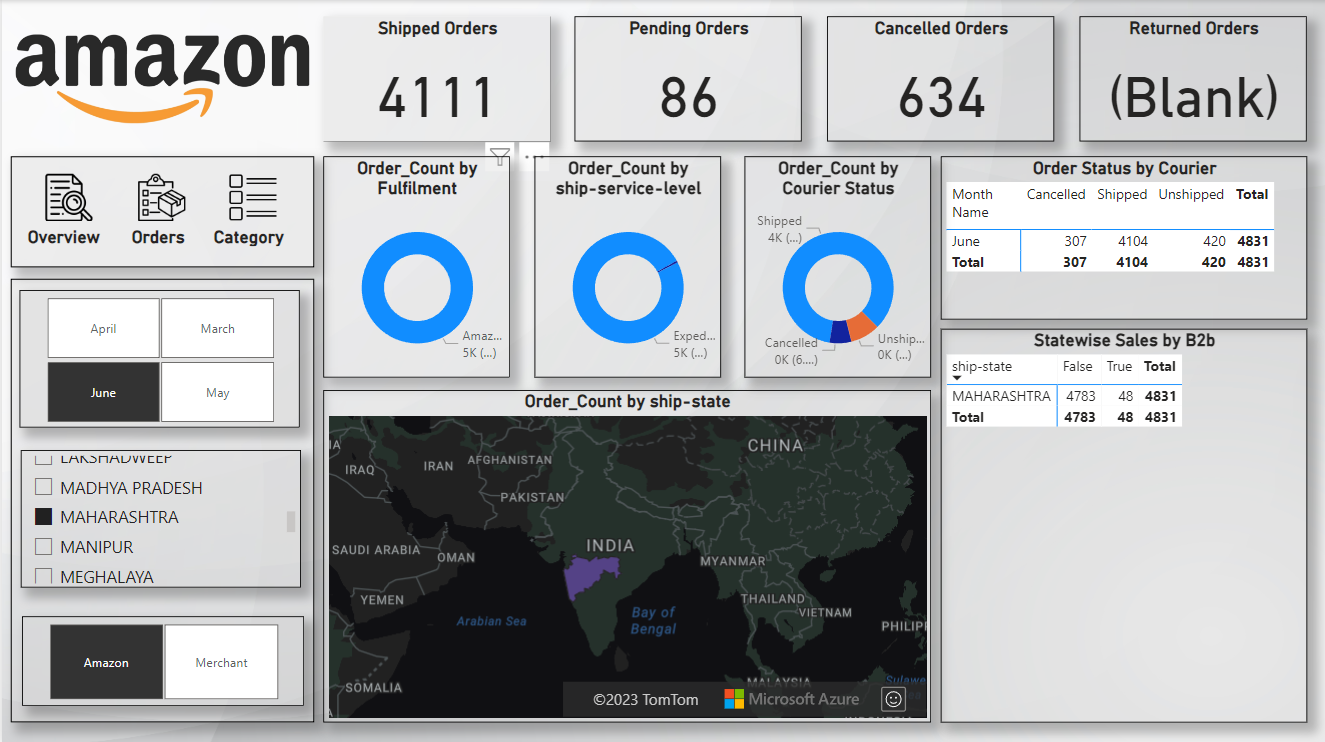 amazon
Shipped Orders
4111
Pending Orders
86
Cancelled Orders
634
Returned Orders
(Blank)
Overview
Orders
Category
April
March
June
May
LAKSHADWEEP
MADHYA PRADESH
MAHARASHTRA
MANIPUR
MEGHALAYA
Amazon
Merchant
Order_Count by
Fulfilment
Amaz...
5K (...)
Order_Count by
ship-service-level
Exped...
5K (...)
Order_Count by
Courier Status
Shipped
4K (...)
Cancelled
0K (6....)
Unship...
0K (...)
Order_Count by ship-state
CHINA
IRAQ
IRAN
AFGHANISTAN
PAKISTAN
INDIA
SAUDI ARABIA
OMAN
MYANMAR
YEMEN
THAILAND
VIETNAM
Arabian Sea
Bay of
Bengal
PHILIP
SOMALIA
MALAYSIA
Sulawe
©2023 TomTom
Microsoft Azure
Order Status by Courier
Month
Name
Cancelled Shipped Unshipped Total
June 307 4104 420 4831
Total 307 4104 420 4831
Statewise Sales by B2b
ship-state False True Total
MAHARASHTRA 4783 48 4831
Total 4783 48 4831